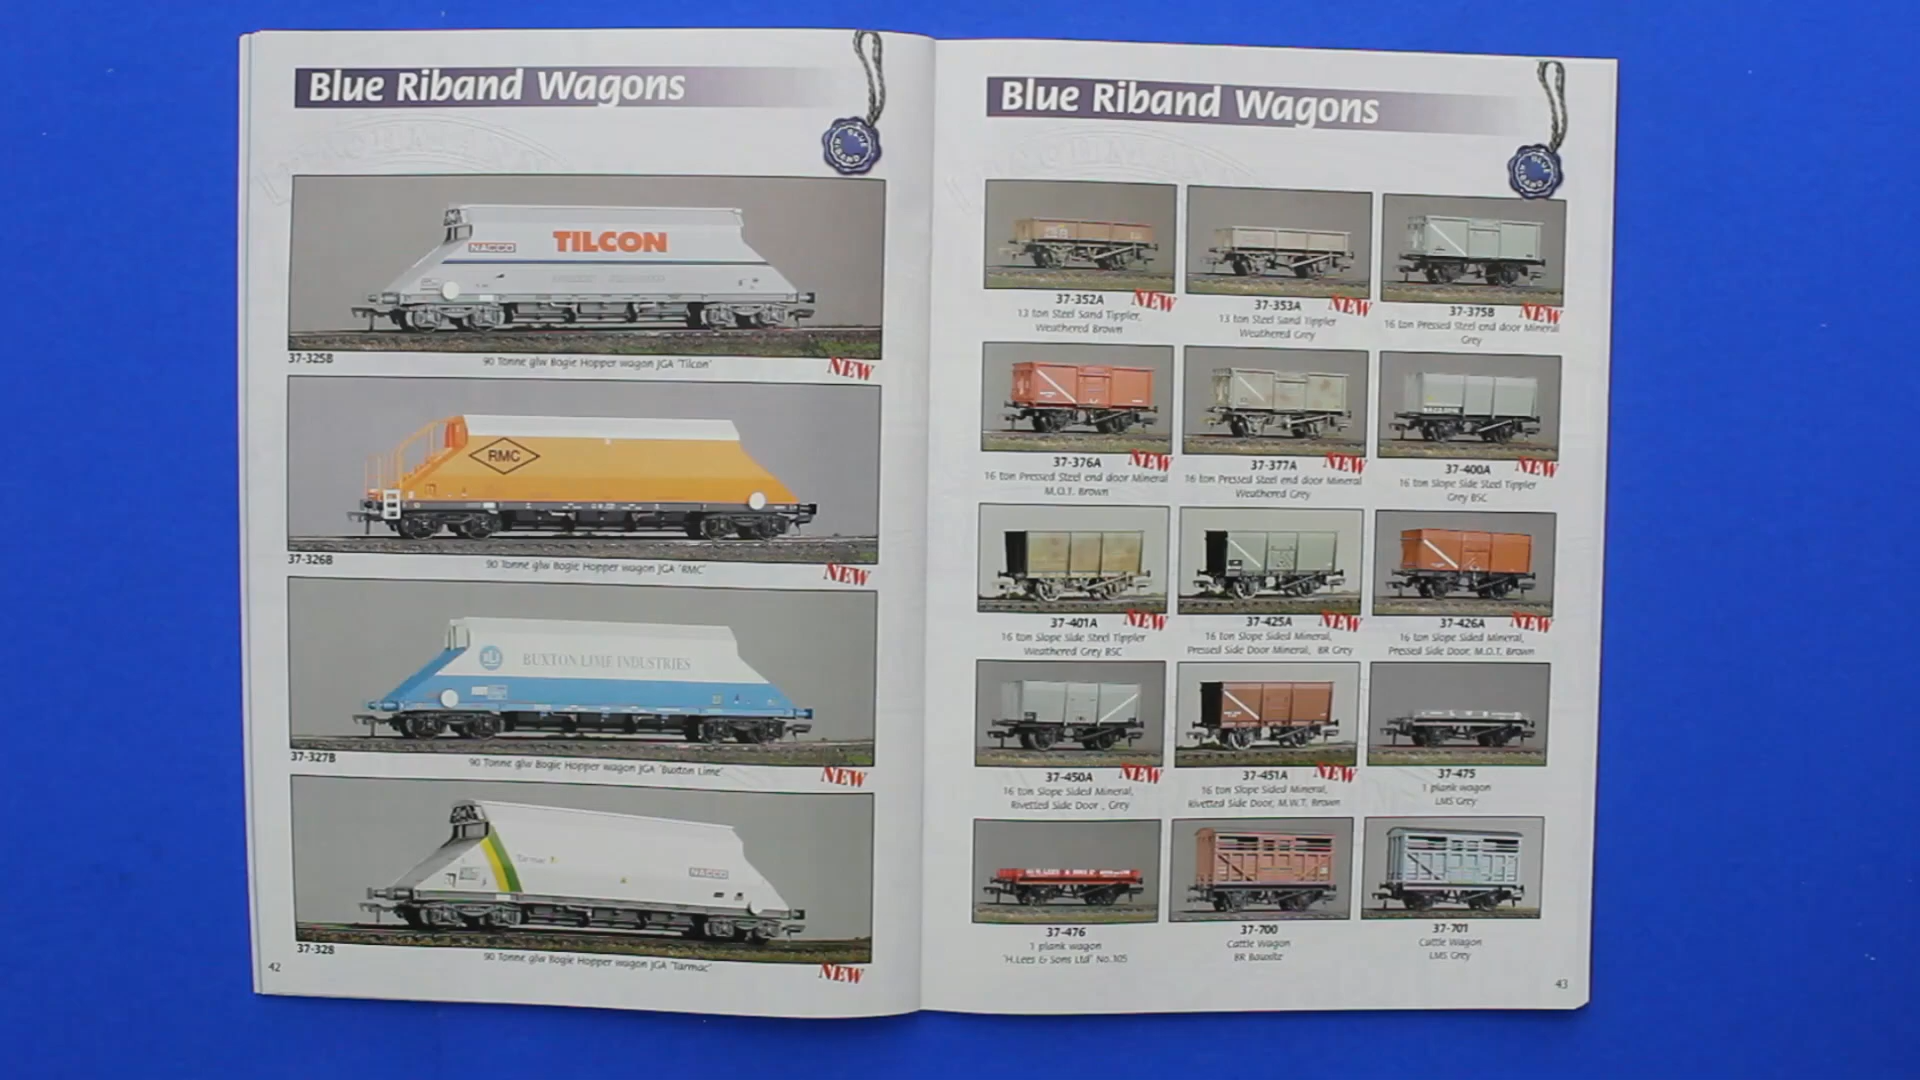 Blue Riband Wagons
BLUE RIBAND
NACCO
TILCON
37-325B
90 Tonne glw Bogie Hopper wagon JGA 'Tilcon'
NEW
RMC
37-326B
90 Tonne glw Bogie Hopper wagon JGA 'RMC'
NEW
BUXTON LIME INDUSTRIES
37-327B
90 Tonne glw Bogie Hopper wagon JGA 'Buxton Lime'
NEW
Tarmac
NACCO
37-328
90 Tonne glw Bogie Hopper wagon JGA 'Tarmac'
NEW
42
Blue Riband Wagons
BLUE RIBAND
37-352A
NEW
13 ton Steel Sand Tippler,
Weathered Brown
37-353A
NEW
13 ton Steel Sand Tippler
Weathered Grey
37-375B
NEW
16 ton Pressed Steel end door Mineral
Grey
37-376A
NEW
16 ton Pressed Steel end door Mineral
M.O.T. Brown
37-377A
NEW
16 ton Pressed Steel end door Mineral
Weathered Grey
37-400A
NEW
16 ton Slope Side Steel Tippler
Grey BSC
37-401A
NEW
16 ton Slope Side Steel Tippler
Weathered Grey BSC
37-425A
NEW
16 ton Slope Sided Mineral,
Pressed Side Door Mineral, BR Grey
37-426A
NEW
16 ton Slope Sided Mineral,
Pressed Side Door, M.O.T. Brown
37-450A
NEW
16 ton Slope Sided Mineral,
Rivetted Side Door , Grey
37-451A
NEW
16 ton Slope Sided Mineral,
Rivetted Side Door, M.W.T. Brown
37-475
1 plank wagon
LMS Grey
37-476
1 plank wagon
'H.Lees & Sons Ltd' No.105
37-700
Cattle Wagon
BR Bauxite
37-701
Cattle Wagon
LMS Grey
43